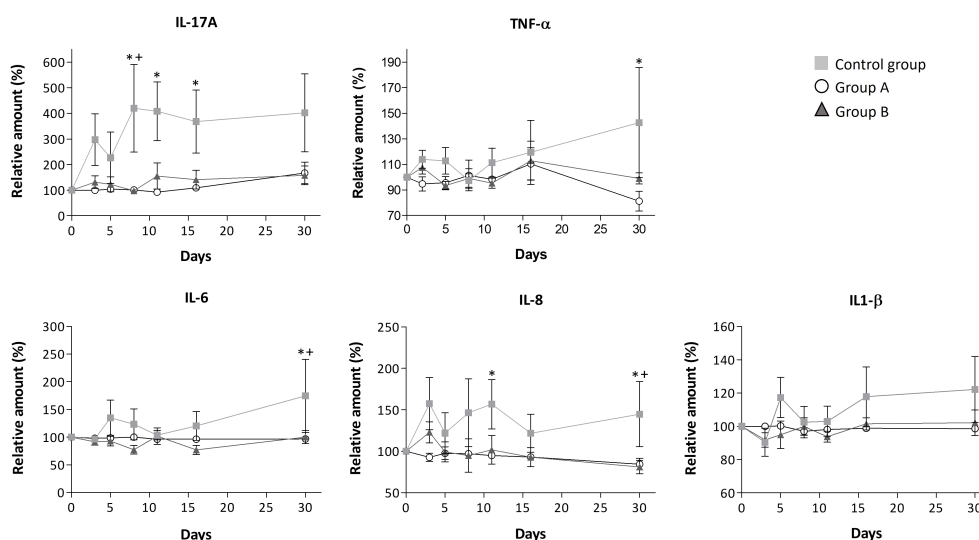 IL-17A
Relative amount (%)
600
500
400
300
200
100
0
*+
*
*
0 5 10 15 20 25 30
Days
TNF-α
Relative amount (%)
190
170
150
130
110
90
70
*
0 5 10 15 20 25 30
Days
Control group
Group A
Group B
IL-6
Relative amount (%)
300
250
200
150
100
50
0
*+
0 5 10 15 20 25 30
Days
IL-8
Relative amount (%)
250
200
150
100
50
*
*+
0 5 10 15 20 25 30
Days
IL1-β
Relative amount (%)
160
140
120
100
80
60
0 5 10 15 20 25 30
Days